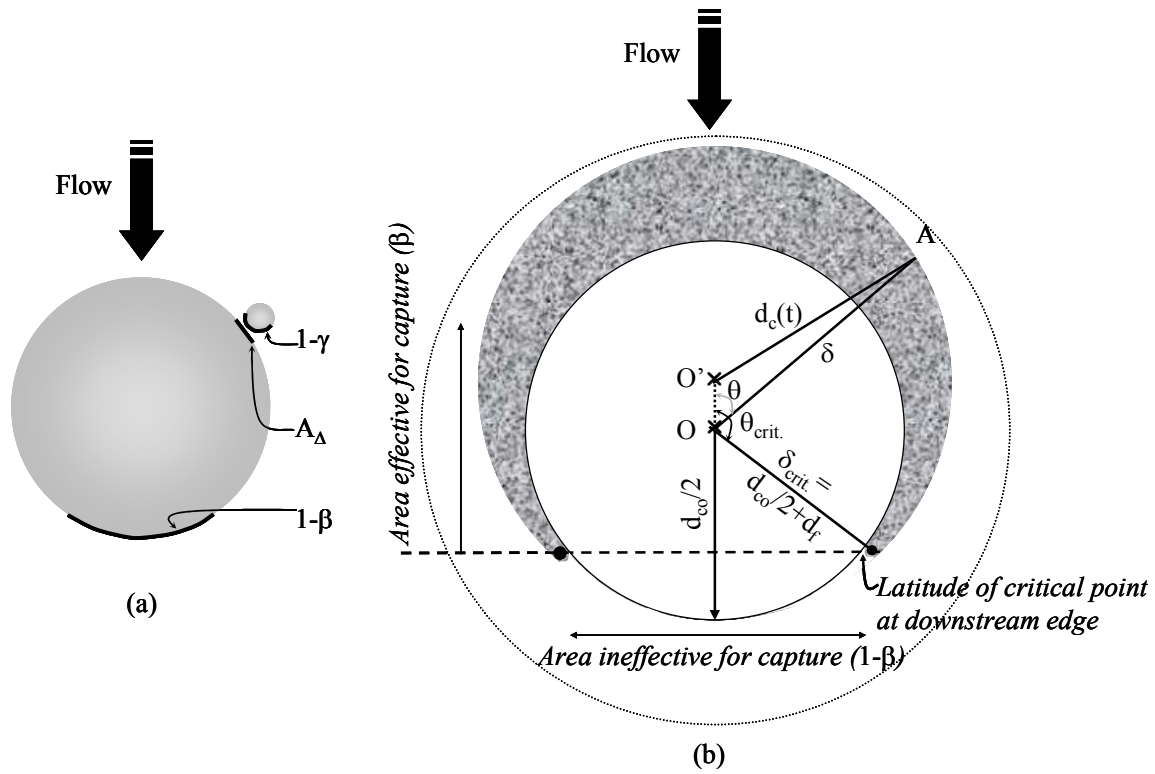 Flow
1-γ
A_Δ
1-β
(a)
Flow
Area effective for capture (β)
A
d_c(t)
δ
O’
θ
O
θ_crit.
δ_crit. =
d_co/2+d_f
d_co/2
Latitude of critical point
at downstream edge
Area ineffective for capture (1-β)
(b)